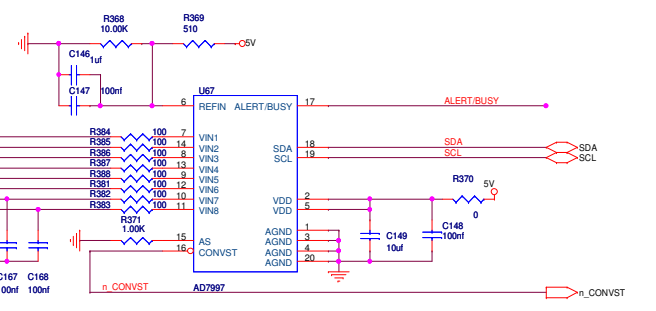 R368
10.00K
R369
510
5V
C146
1uf
C147
100nf
U67
6 REFIN ALERT/BUSY 17 ALERT/BUSY
R384 100 7 VIN1
R385 100 14 VIN2 SDA 18 SDA SDA
R386 100 8 VIN3 SCL 19 SCL SCL
R387 100 13 VIN4
R388 100 9 VIN5
R381 100 12 VIN6
R382 100 10 VIN7 VDD 2
R383 100 11 VIN8 VDD 5
R370
5V
0
R371
1.00K
15 AS
16 CONVST
AGND 1
AGND 3
AGND 4
AGND 20
C149
10uf
C148
100nf
C167
00nf
C168
100nf
n_CONVST
AD7997
n_CONVST